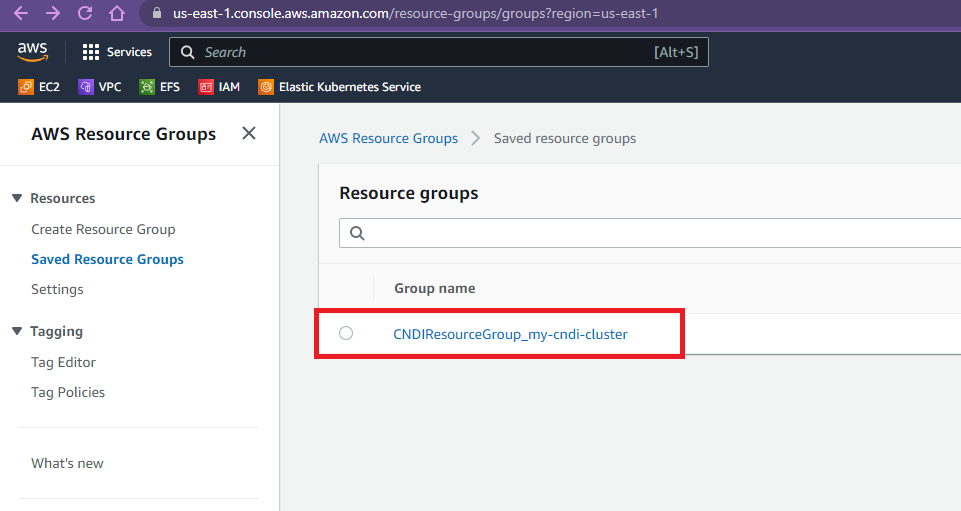 us-east-1.console.aws.amazon.com/resource-groups/groups?region=us-east-1
aws Services Search [Alt+S]
EC2 VPC EFS IAM Elastic Kubernetes Service
AWS Resource Groups
Resources
Create Resource Group
Saved Resource Groups
Settings
Tagging
Tag Editor
Tag Policies
What's new
AWS Resource Groups Saved resource groups
Resource groups
Group name
CNDIResourceGroup_my-cndi-cluster